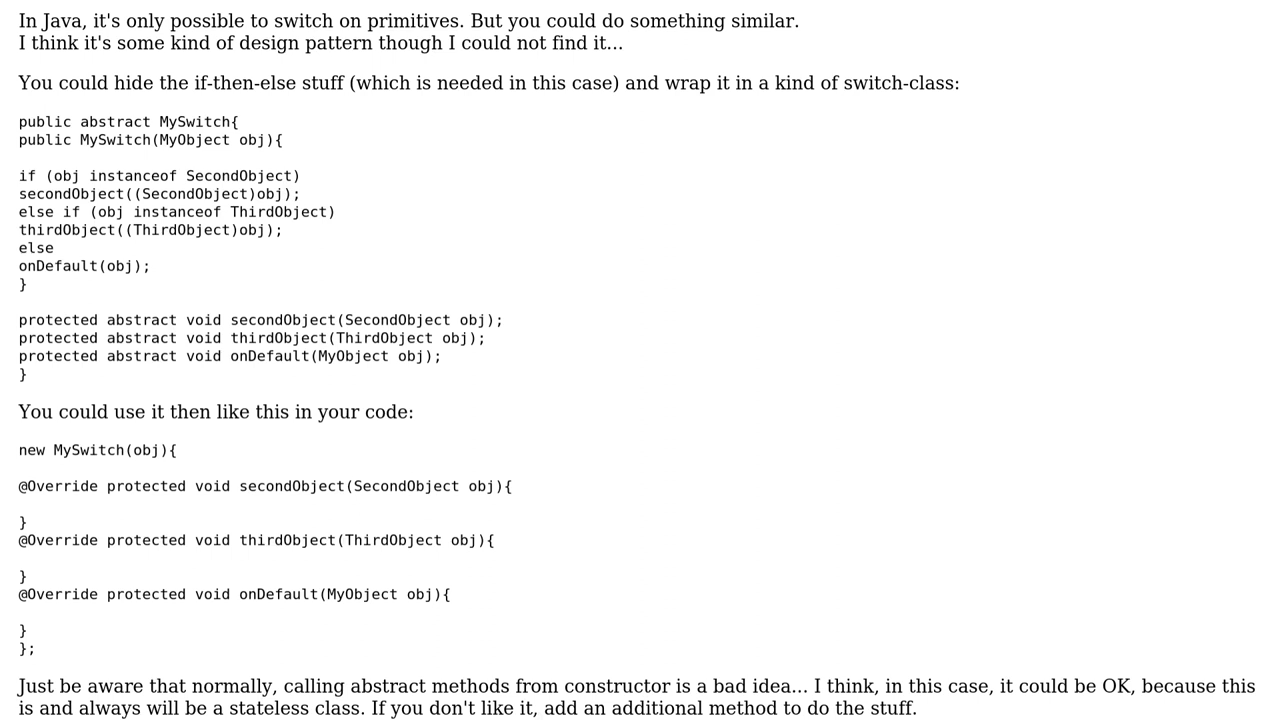 In Java, it's only possible to switch on primitives. But you could do something similar.
I think it's some kind of design pattern though I could not find it...
You could hide the if-then-else stuff (which is needed in this case) and wrap it in a kind of switch-class:
public abstract MySwitch{
public MySwitch(MyObject obj){
if (obj instanceof SecondObject)
secondObject((SecondObject)obj);
else if (obj instanceof ThirdObject)
thirdObject((ThirdObject)obj);
else
onDefault(obj);
}
protected abstract void secondObject(SecondObject obj);
protected abstract void thirdObject(ThirdObject obj);
protected abstract void onDefault(MyObject obj);
}
You could use it then like this in your code:
new MySwitch(obj){
@Override protected void secondObject(SecondObject obj){
}
@Override protected void thirdObject(ThirdObject obj){
}
@Override protected void onDefault(MyObject obj){
}
};
Just be aware that normally, calling abstract methods from constructor is a bad idea... I think, in this case, it could be OK, because this
is and always will be a stateless class. If you don't like it, add an additional method to do the stuff.